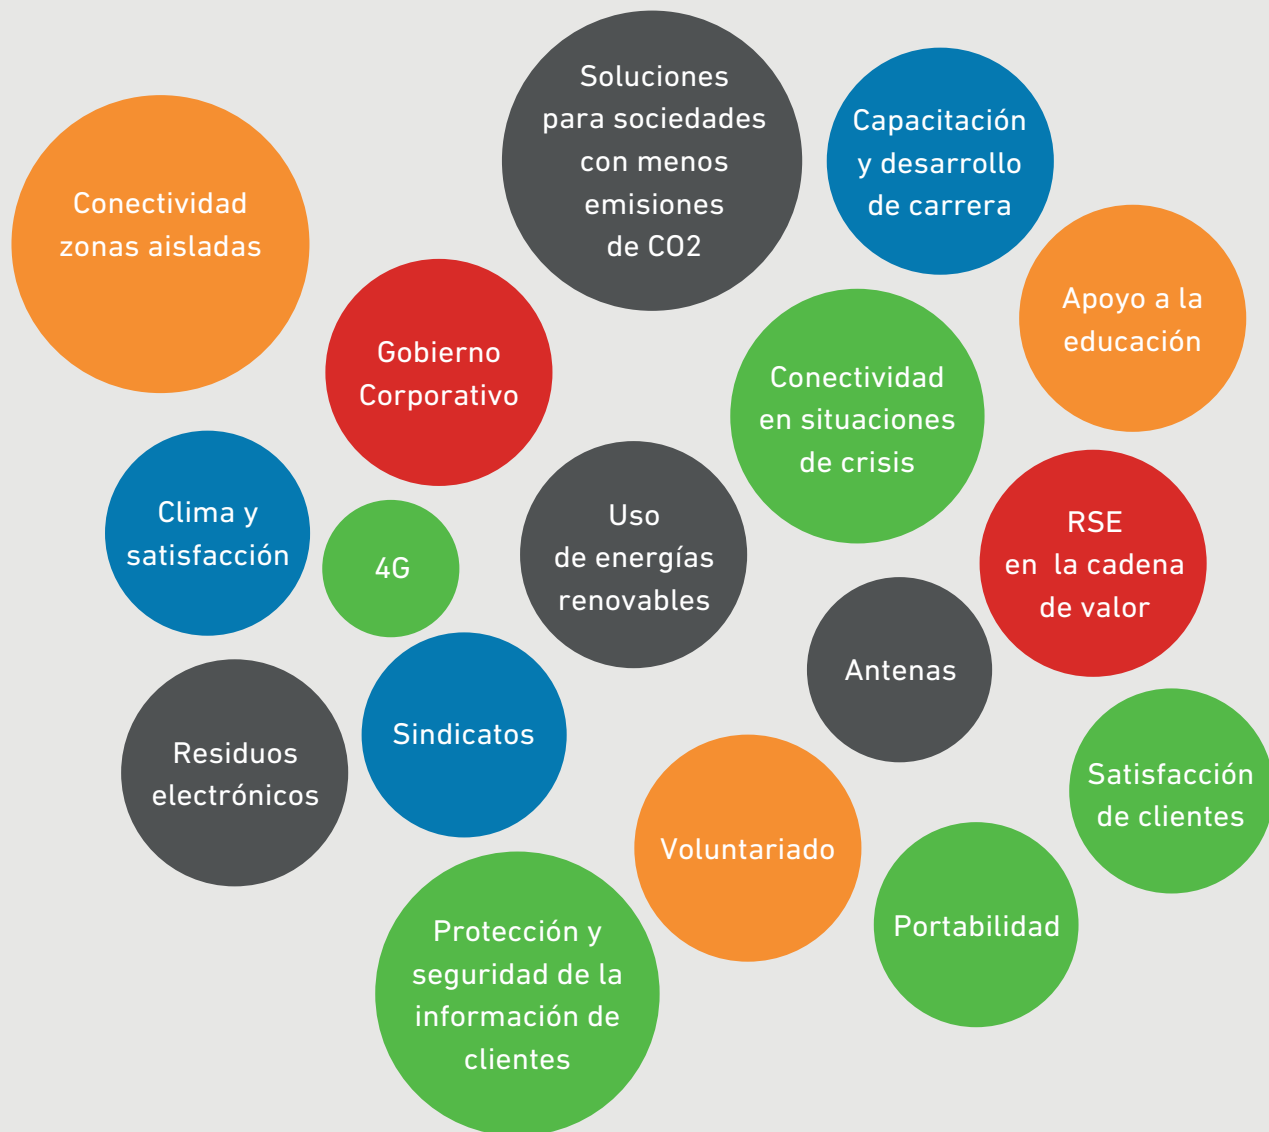 Soluciones
para sociedades
con menos
emisiones
de CO2
Capacitación
y desarrollo
de carrera
Conectividad
zonas aisladas
Apoyo a la
educación
Gobierno
Corporativo
Conectividad
en situaciones
de crisis
Clima y
satisfacción
4G
Uso
de energías
renovables
RSE
en la cadena
de valor
Antenas
Sindicatos
Residuos
electrónicos
Satisfacción
de clientes
Voluntariado
Portabilidad
Protección y
seguridad de la
información de
clientes